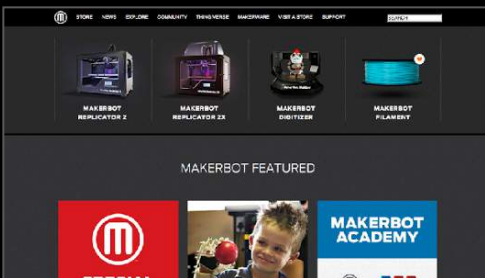 STORE NEWS EXPLORE COMMUNITY THINGIVERSE MAKERWARE VISIT A STORE SUPPORT SEARCH
MAKERBOT REPLICATOR 2
MAKERBOT REPLICATOR 2X
MAKERBOT DIGITIZER
MAKERBOT FILAMENT
MAKERBOT FEATURED
MAKERBOT
ACADEMY